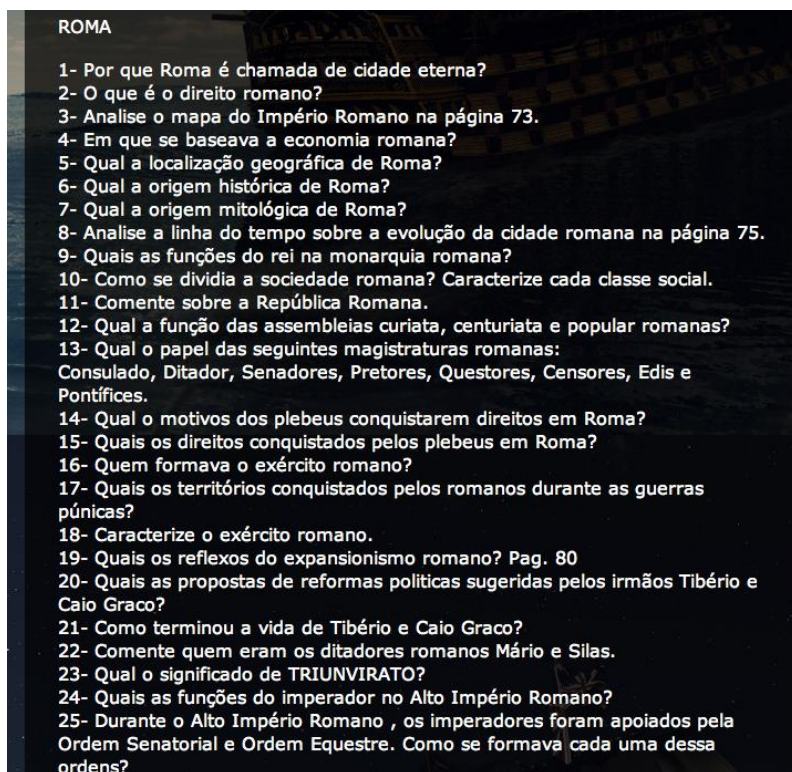 ROMA
1- Por que Roma é chamada de cidade eterna?
2- O que é o direito romano?
3- Analise o mapa do Império Romano na página 73.
4- Em que se baseava a economia romana?
5- Qual a localização geográfica de Roma?
6- Qual a origem histórica de Roma?
7- Qual a origem mitológica de Roma?
8- Analise a linha do tempo sobre a evolução da cidade romana na página 75.
9- Quais as funções do rei na monarquia romana?
10- Como se dividia a sociedade romana? Caracterize cada classe social.
11- Comente sobre a República Romana.
12- Qual a função das assembleias curiata, centuriata e popular romanas?
13- Qual o papel das seguintes magistraturas romanas:
Consulado, Ditador, Senadores, Pretores, Questores, Censores, Edis e
Pontífices.
14- Qual o motivos dos plebeus conquistarem direitos em Roma?
15- Quais os direitos conquistados pelos plebeus em Roma?
16- Quem formava o exército romano?
17- Quais os territórios conquistados pelos romanos durante as guerras
púnicas?
18- Caracterize o exército romano.
19- Quais os reflexos do expansionismo romano? Pag. 80
20- Quais as propostas de reformas politicas sugeridas pelos irmãos Tibério e
Caio Graco?
21- Como terminou a vida de Tibério e Caio Graco?
22- Comente quem eram os ditadores romanos Mário e Silas.
23- Qual o significado de TRIUNVIRATO?
24- Quais as funções do imperador no Alto Império Romano?
25- Durante o Alto Império Romano , os imperadores foram apoiados pela
Ordem Senatorial e Ordem Equestre. Como se formava cada uma dessa
ordens?